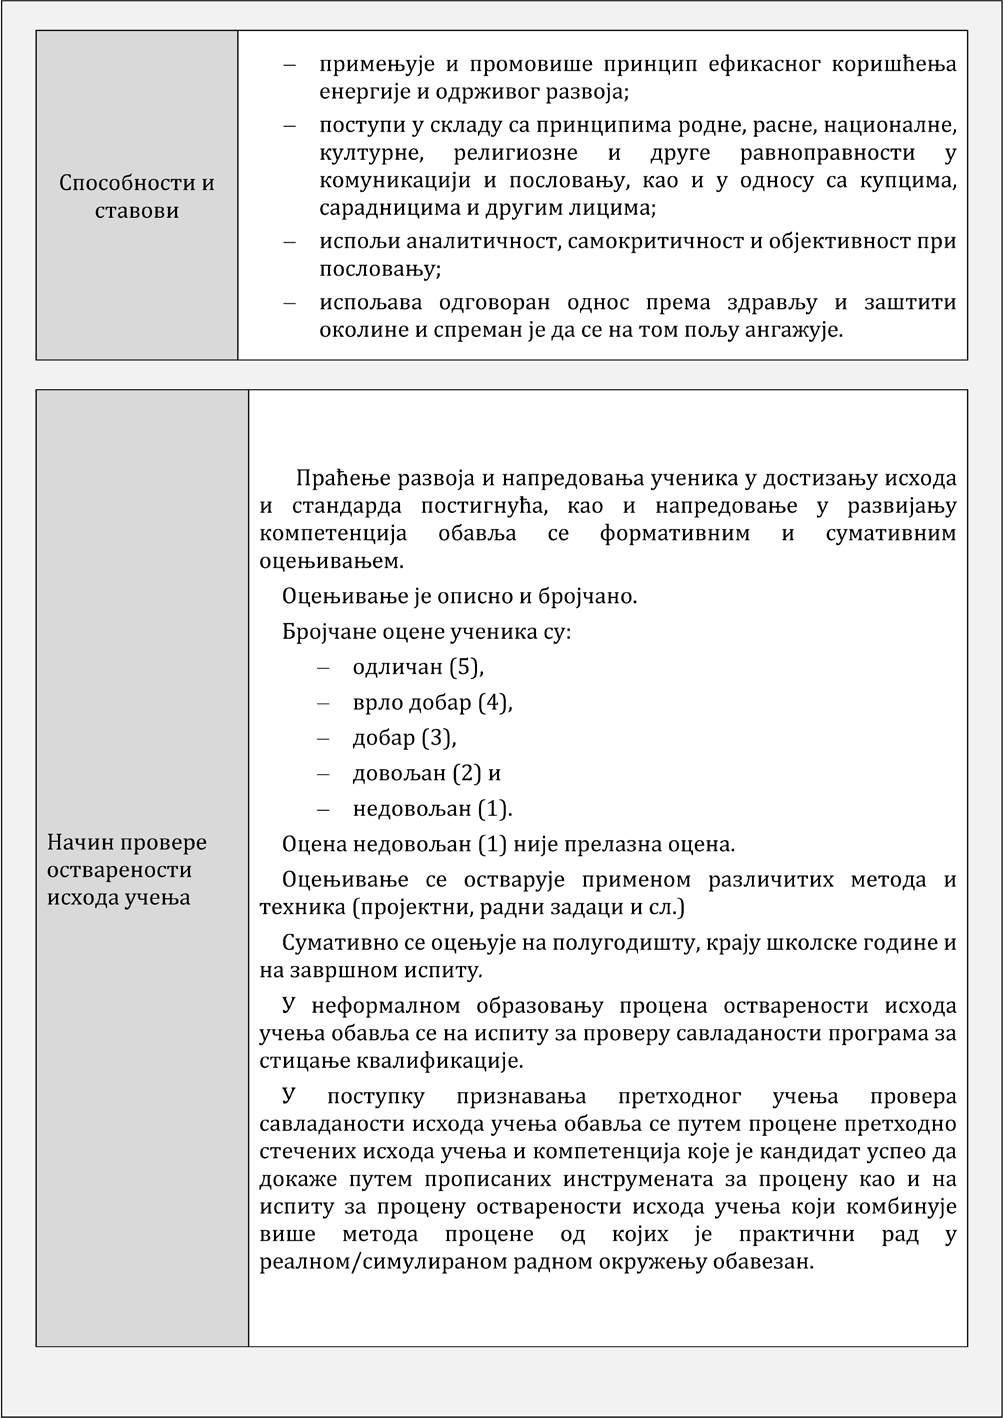 Способности и
ставови
– примењује и промовише принцип ефикасног коришћења
енергије и одрживог развоја;
– поступи у складу са принципима родне, расне, националне,
културне, религиозне и друге равноправности у
комуникацији и пословању, као и у односу са купцима,
сарадницима и другим лицима;
– испољи аналитичност, самокритичност и објективност при
пословању;
– испољава одговоран однос према здрављу и заштити
околине и спреман је да се на том пољу ангажује.
Начин провере
остварености
исхода учења
Праћење развоја и напредовања ученика у достизању исхода
и стандарда постигнућа, као и напредовање у развијању
компетенција обавља се формативним и сумативним
оцењивањем.
Оцењивање је описно и бројчано.
Бројчане оцене ученика су:
– одличан (5),
– врло добар (4),
– добар (3),
– довољан (2) и
– недовољан (1).
Оцена недовољан (1) није прелазна оцена.
Оцењивање се остварује применом различитих метода и
техника (пројектни, радни задаци и сл.)
Сумативно се оцењује на полугодишту, крају школске године и
на завршном испиту.
У неформалном образовању процена остварености исхода
учења обавља се на испиту за проверу савладаности програма за
стицање квалификације.
У поступку признавања претходног учења провера
савладаности исхода учења обавља се путем процене претходно
стечених исхода учења и компетенција које је кандидат успео да
докаже путем прописаних инструмената за процену као и на
испиту за процену остварености исхода учења који комбинује
више метода процене од којих је практични рад у
реалном/симулираном радном окружењу обавезан.